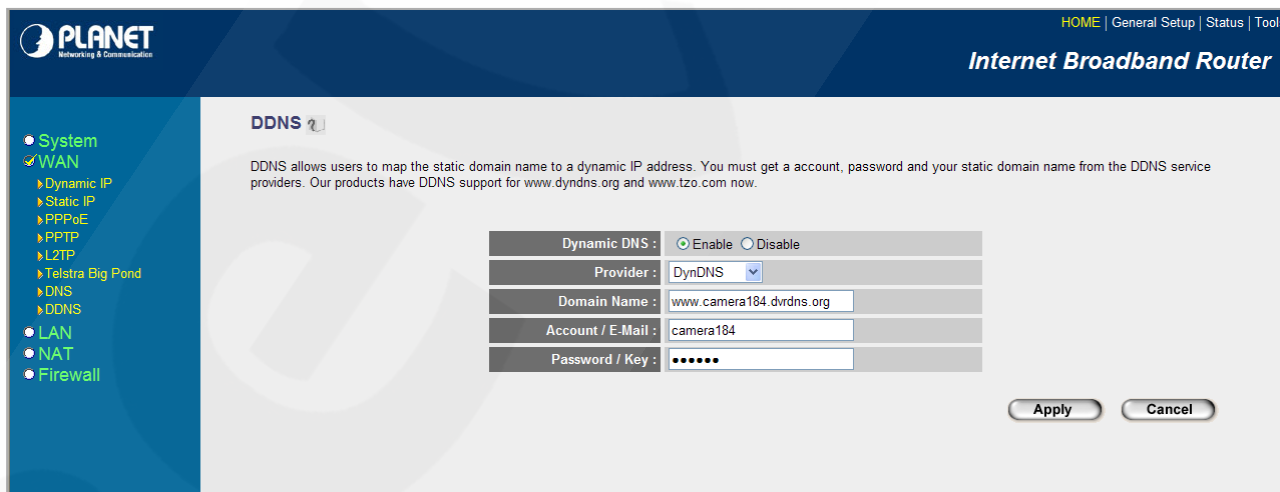 PLANET
Networking & Communication
HOME | General Setup | Status | Tools
Internet Broadband Router
System
WAN
Dynamic IP
Static IP
PPPoE
PPTP
L2TP
Telstra Big Pond
DNS
DDNS
LAN
NAT
Firewall
DDNS
DDNS allows users to map the static domain name to a dynamic IP address. You must get a account, password and your static domain name from the DDNS service
providers. Our products have DDNS support for www.dyndns.org and www.tzo.com now.
Dynamic DNS : Enable Disable
Provider : DynDNS
Domain Name : www.camera184.dvrdns.org
Account / E-Mail : camera184
Password / Key : ●●●●●●
Apply Cancel